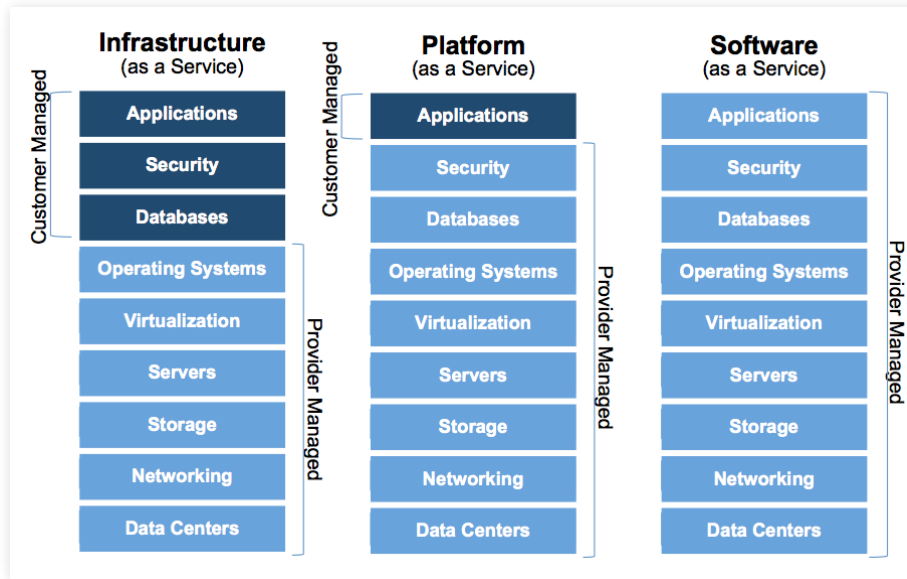 Infrastructure
(as a Service)
Customer Managed
Applications
Security
Databases
Operating Systems
Virtualization
Servers
Storage
Networking
Data Centers
Provider Managed
Platform
(as a Service)
Customer Managed
Applications
Security
Databases
Operating Systems
Virtualization
Servers
Storage
Networking
Data Centers
Provider Managed
Software
(as a Service)
Applications
Security
Databases
Operating Systems
Virtualization
Servers
Storage
Networking
Data Centers
Provider Managed